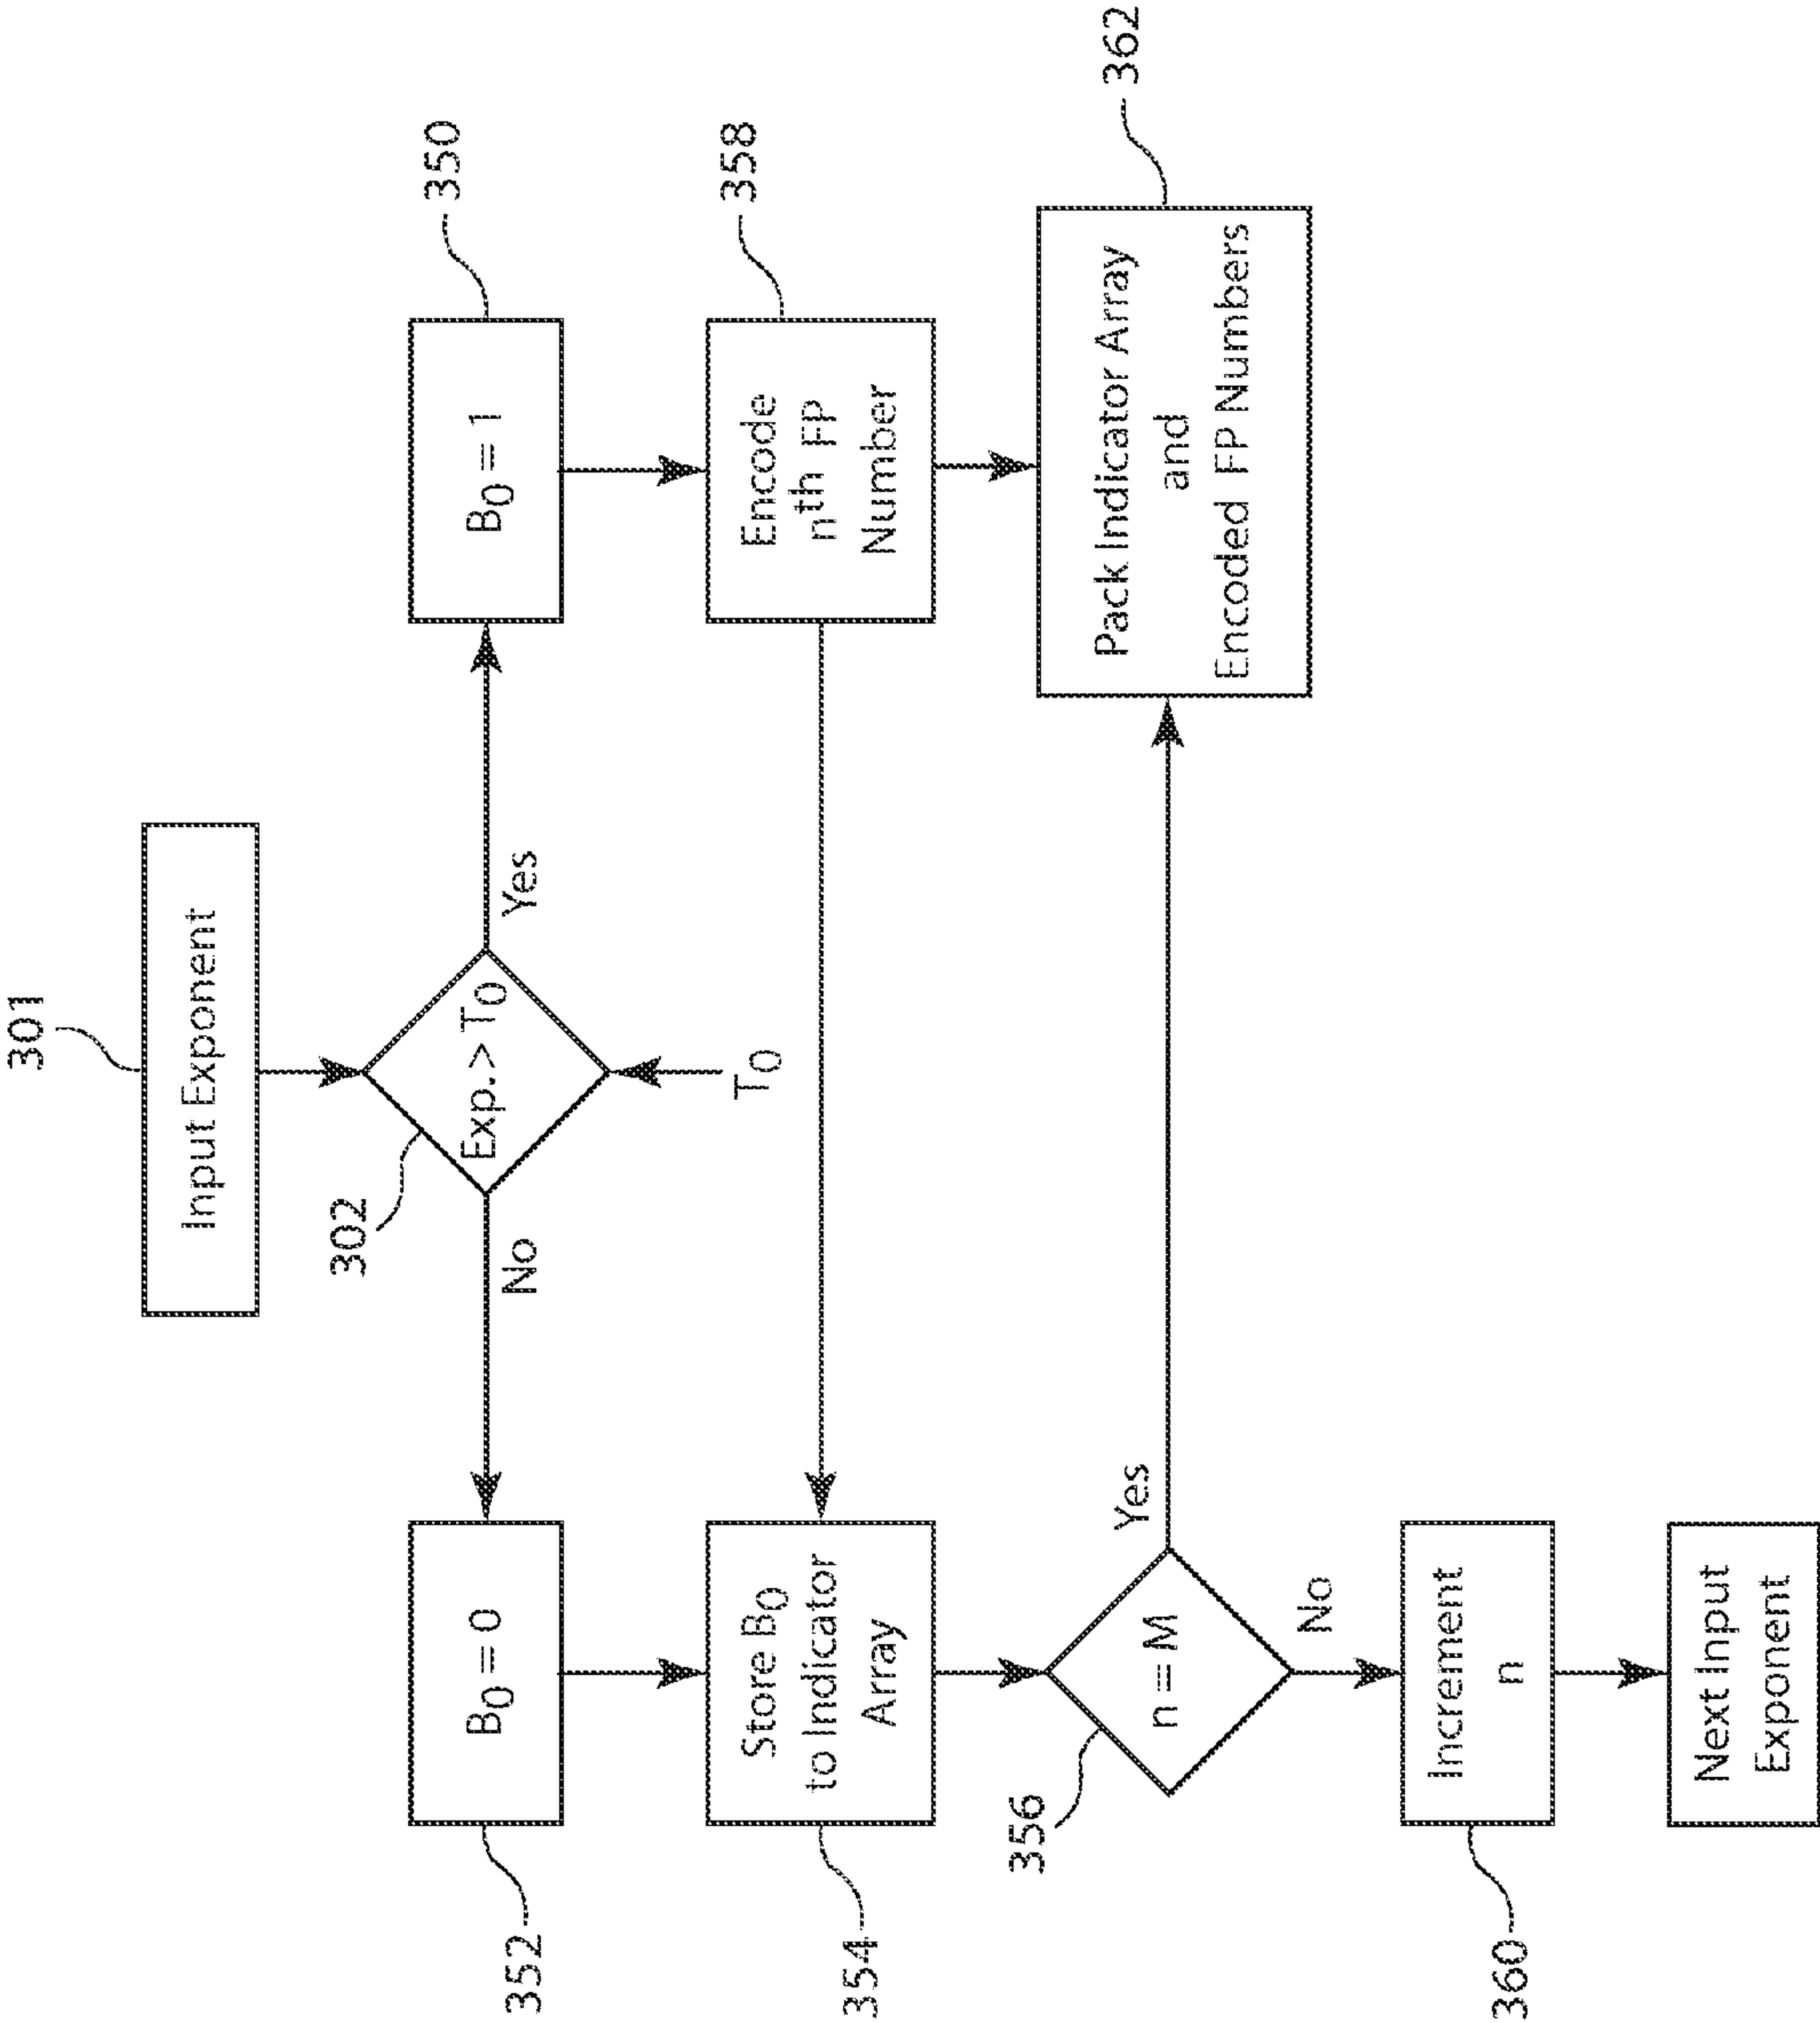 301
Input Exponent
302
Exp. > T₀
No
Yes
T₀
352
B₀ = 0
B₀ = 1
350
354
Store B₀
to Indicator
Array
Encode
nᵗʰ FP
Number
358
356
n = M
Yes
No
Pack Indicator Array
and
Encoded FP Numbers
362
360
Increment
n
Next Input
Exponent